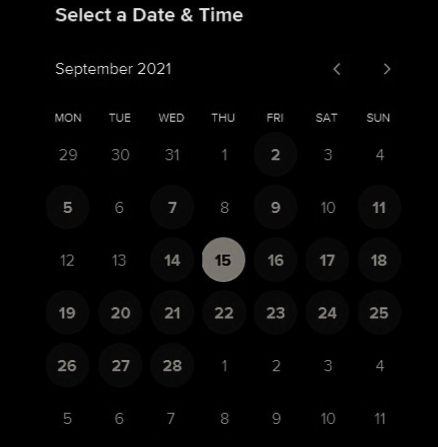 Select a Date & Time
September 2021
MON TUE WED THU FRI SAT SUN
29 30 31 1 2 3 4
5 6 7 8 9 10 11
12 13 14 15 16 17 18
19 20 21 22 23 24 25
26 27 28 1 2 3 4
5 6 7 8 9 10 11